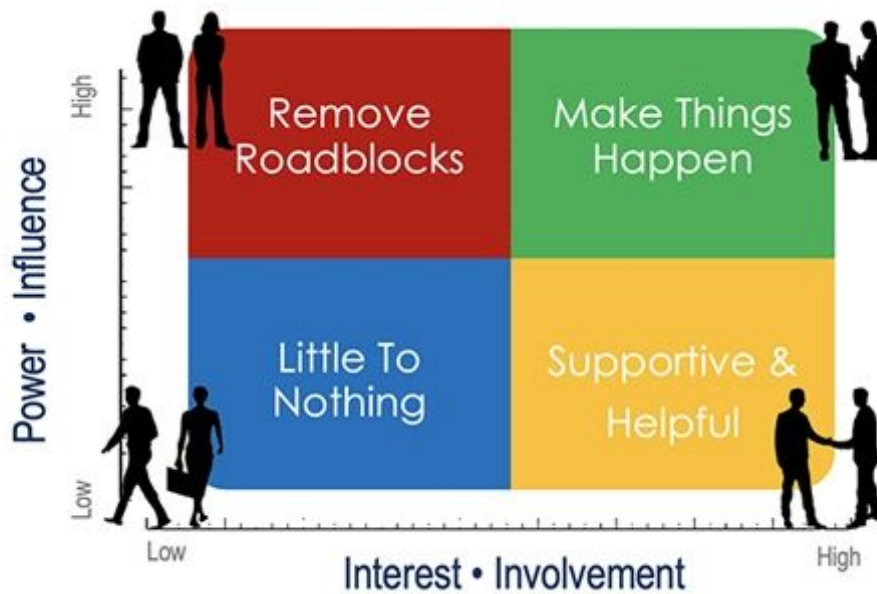 High
Power • Influence
Low
Remove
Roadblocks
Make Things
Happen
Little To
Nothing
Supportive &
Helpful
Low
High
Interest • Involvement